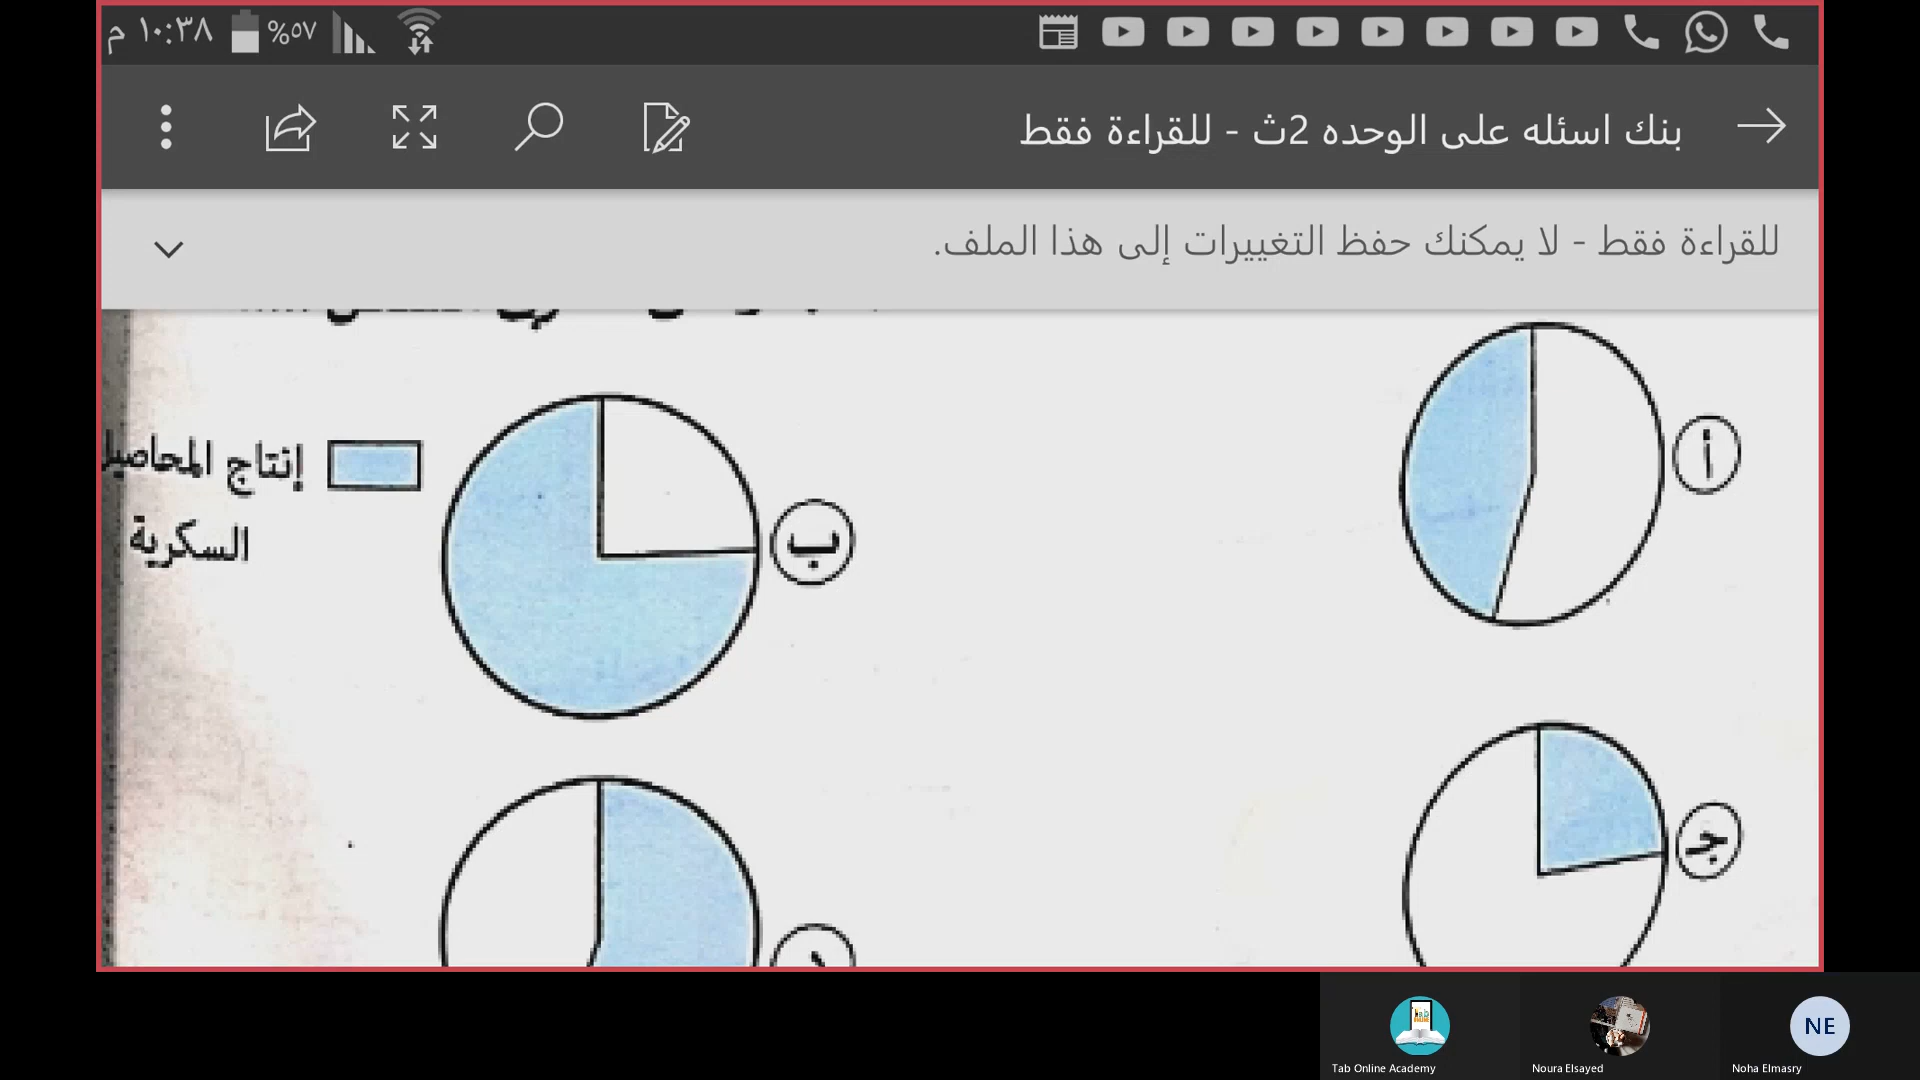 ١٠:٣٨ م
%٥٧
بنك اسئله على الوحده 2ث - للقراءة فقط
للقراءة فقط - لا يمكنك حفظ التغييرات إلى هذا الملف.
أ
ب
إنتاج المحاصيل
السكرية
جـ
Tab Online Academy
Noura Elsayed
NE
Noha Elmasry